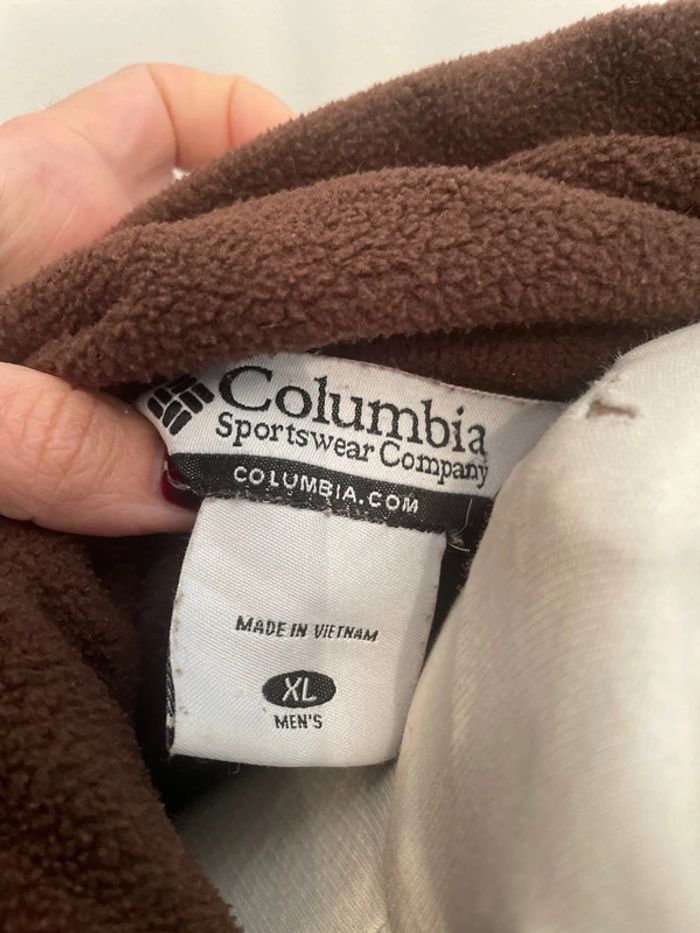 Columbia
Sportswear Company
COLUMBIA.COM
MADE IN VIETNAM
XL
MEN'S